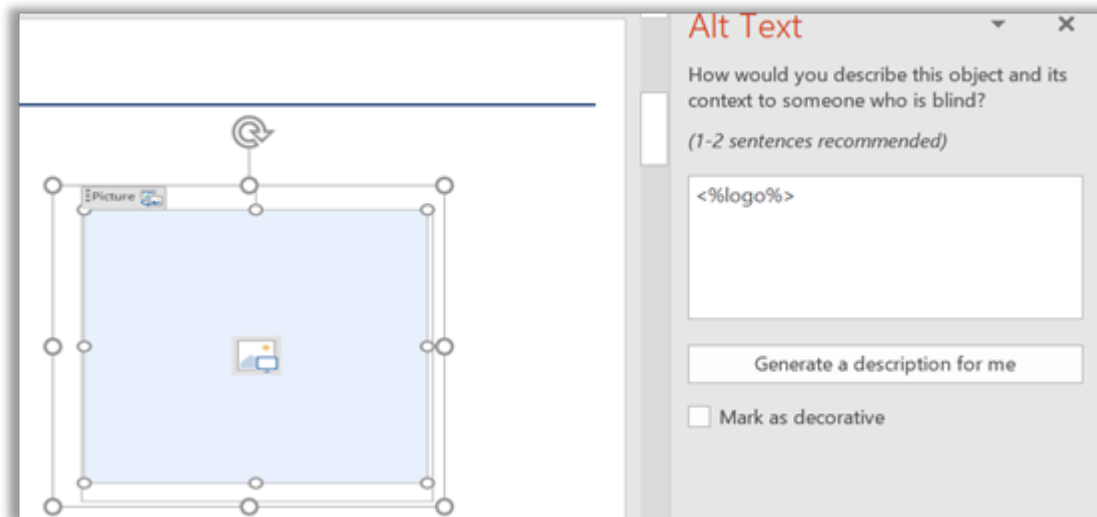 Alt Text
How would you describe this object and its
context to someone who is blind?
(1-2 sentences recommended)
Picture
<%logo%>
Generate a description for me
Mark as decorative